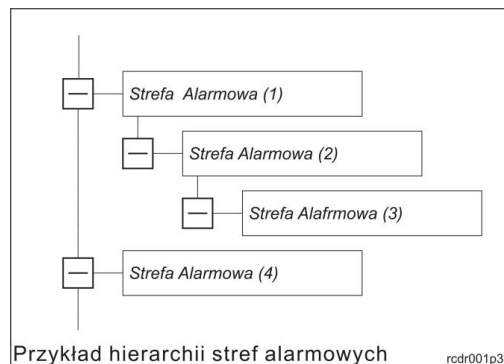 Strefa Alarmowa (1)
Strefa Alarmowa (2)
Strefa Alafrmowa (3)
Strefa Alarmowa (4)
Przykład hierarchii stref alarmowych
rcdr001p3